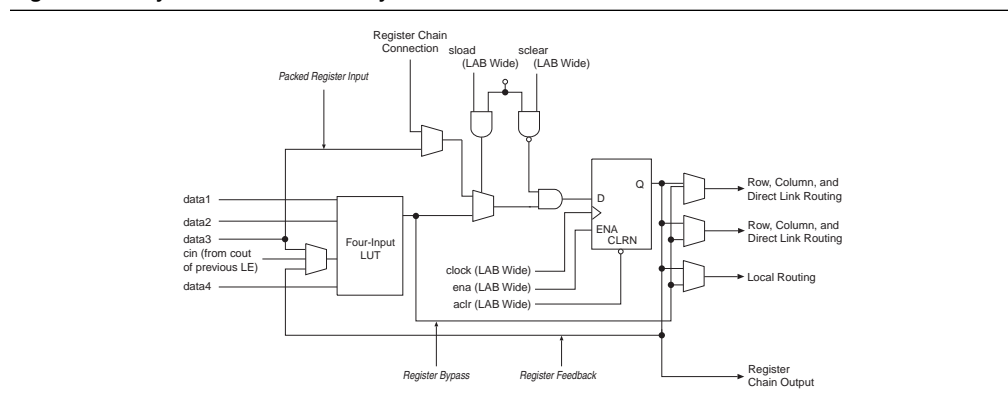 Register Chain
Connection
sload
(LAB Wide)
sclear
(LAB Wide)
Packed Register Input
data1
data2
data3
cin (from cout
of previous LE)
data4
Four-Input
LUT
Q
D
ENA
CLRN
clock (LAB Wide)
ena (LAB Wide)
aclr (LAB Wide)
Row, Column, and
Direct Link Routing
Row, Column, and
Direct Link Routing
Local Routing
Register Bypass
Register Feedback
Register
Chain Output